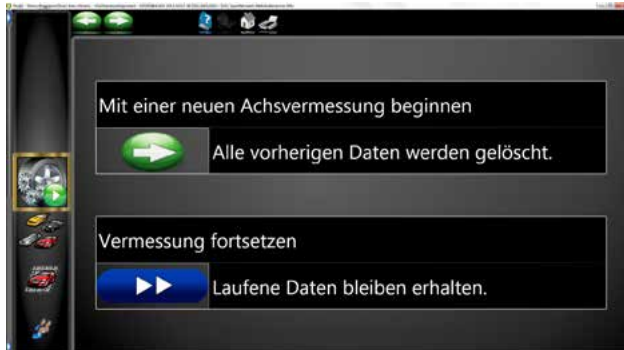 Mit einer neuen Achsvermessung beginnen
Alle vorherigen Daten werden gelöscht.
Vermessung fortsetzen
Laufene Daten bleiben erhalten.